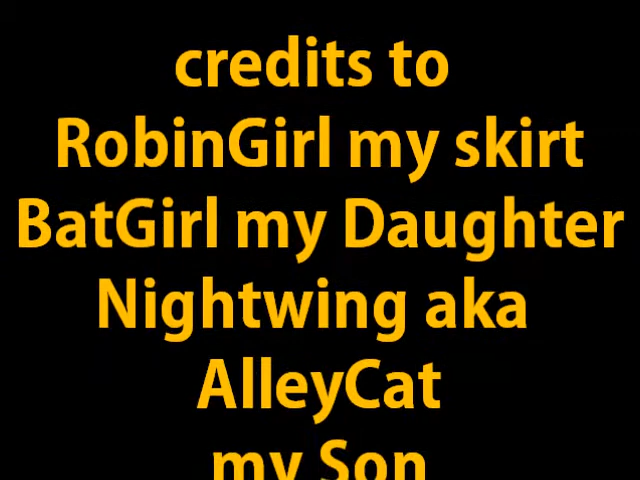 credits to
RobinGirl my skirt
BatGirl my Daughter
Nightwing aka
AlleyCat
my Son